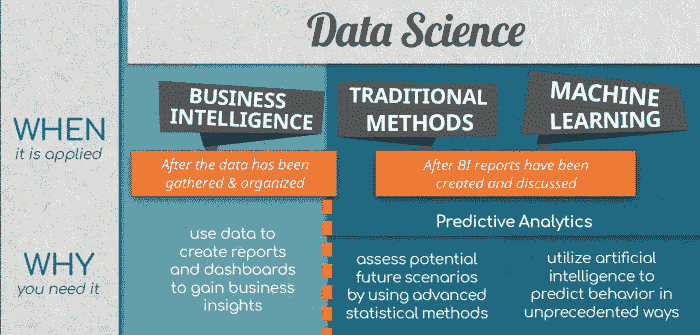 Data Science
BUSINESS
INTELLIGENCE
TRADITIONAL
METHODS
MACHINE
LEARNING
WHEN
it is applied
After the data has been
gathered & organized
After BI reports have been
created and discussed
Predictive Analytics
WHY
you need it
use data to
create reports
and dashboards
to gain business
insights
assess potential
future scenarios
by using advanced
statistical methods
utilize artificial
intelligence to
predict behavior in
unprecedented ways